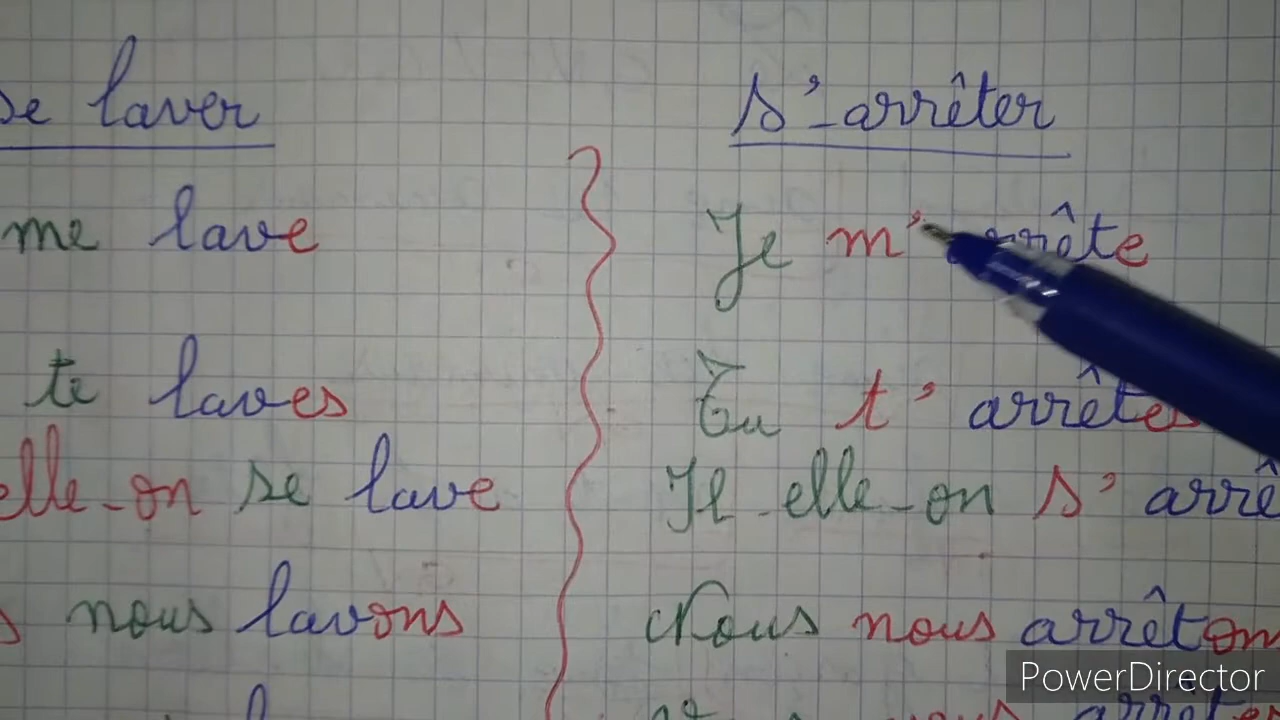 se laver
me lave
te laves
elle-on se lave
s nous lavons
s'-arrêter
Je m'arrête
Tu t'arrêtes
Il-elle-on s'arrê
Nous nous arrêton
PowerDirector